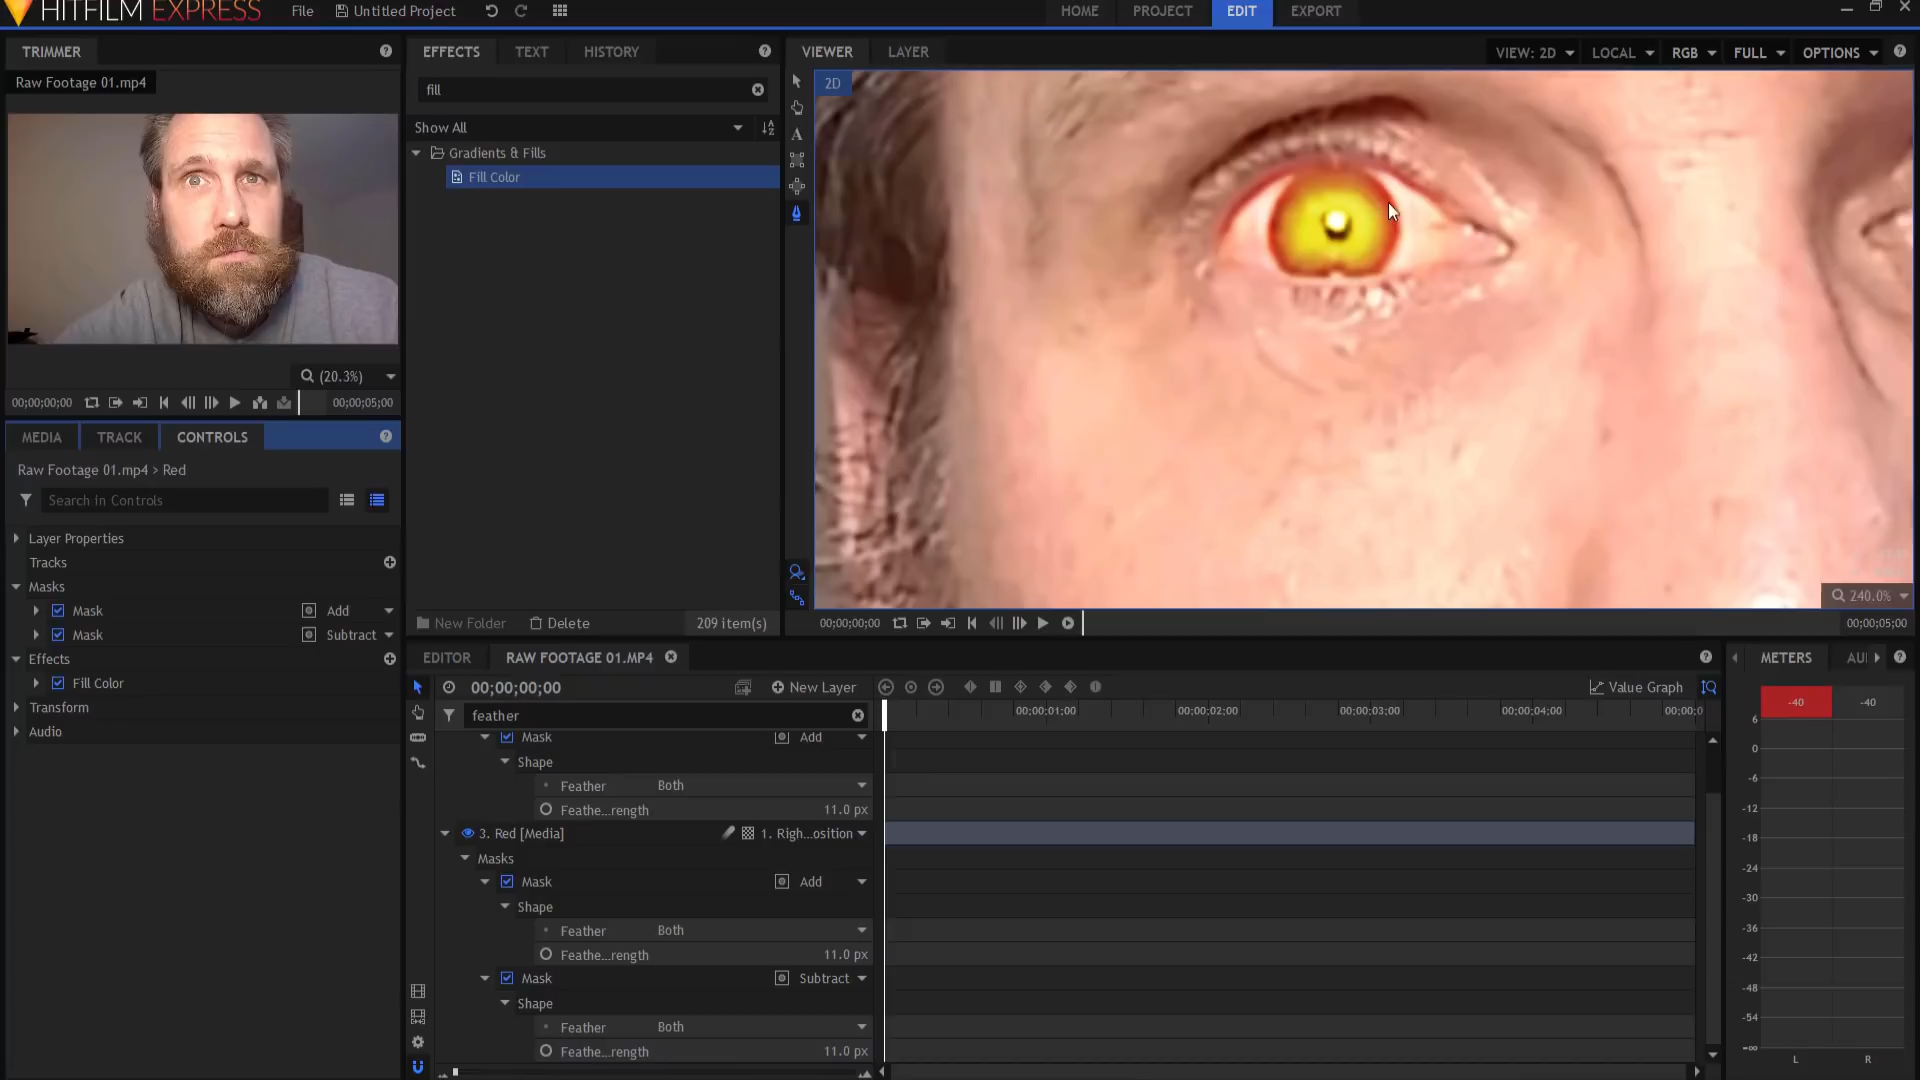 HITFILM EXPRESS
File
Untitled Project
HOME
PROJECT
EDIT
EXPORT
TRIMMER
Raw Footage 01.mp4
(20.3%)
00;00;00;00
00;00;05;00
EFFECTS
TEXT
HISTORY
fill
Show All
Gradients & Fills
Fill Color
New Folder
Delete
209 item(s)
VIEWER
LAYER
VIEW: 2D
LOCAL
RGB
FULL
OPTIONS
2D
240.0%
00;00;00;00
00;00;05;00
MEDIA
TRACK
CONTROLS
Raw Footage 01.mp4 > Red
Search in Controls
Layer Properties
Tracks
Masks
Mask
Add
Mask
Subtract
Effects
Fill Color
Transform
Audio
EDITOR
RAW FOOTAGE 01.MP4
00;00;00;00
New Layer
Value Graph
feather
00;00;01;00
00;00;02;00
00;00;03;00
00;00;04;00
00;00;0
Mask
Add
Shape
Feather
Both
Feathe...rength
11.0 px
3. Red [Media]
1. Righ...osition
Masks
Mask
Add
Shape
Feather
Both
Feathe...rength
11.0 px
Mask
Subtract
Shape
Feather
Both
Feathe...rength
11.0 px
METERS
AU
-40
-40
6
0
-6
-12
-18
-24
-30
-36
-42
-48
-54
-∞
L
R